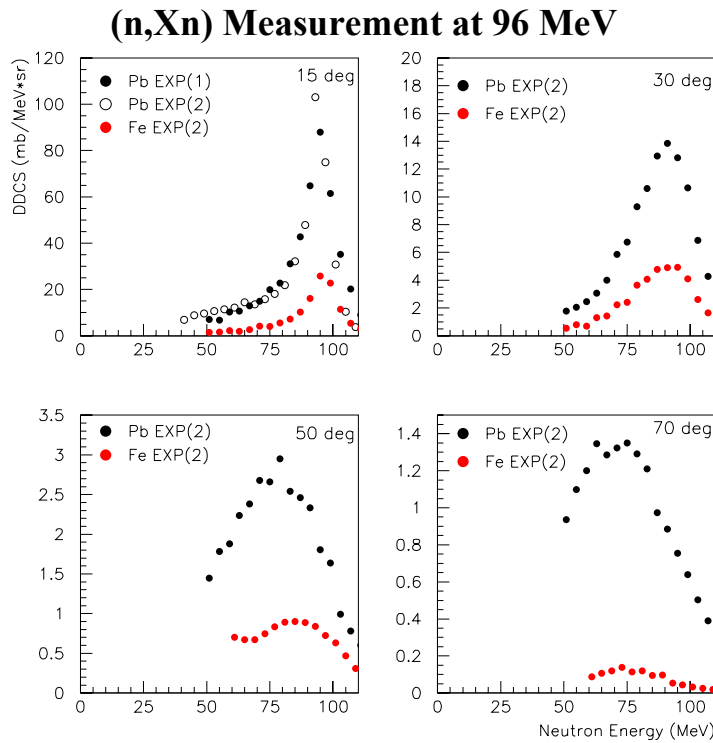 (n,Xn) Measurement at 96 MeV
DDCS (mb/MeV*sr)
120
100
80
60
40
20
0
Pb EXP(1)
Pb EXP(2)
Fe EXP(2)
15 deg
0 25 50 75 100
20
18
16
14
12
10
8
6
4
2
0
Pb EXP(2)
Fe EXP(2)
30 deg
0 25 50 75 100
3.5
3
2.5
2
1.5
1
0.5
0
Pb EXP(2)
Fe EXP(2)
50 deg
0 25 50 75 100
1.4
1.2
1
0.8
0.6
0.4
0.2
0
Pb EXP(2)
Fe EXP(2)
70 deg
0 25 50 75 100
Neutron Energy (MeV)